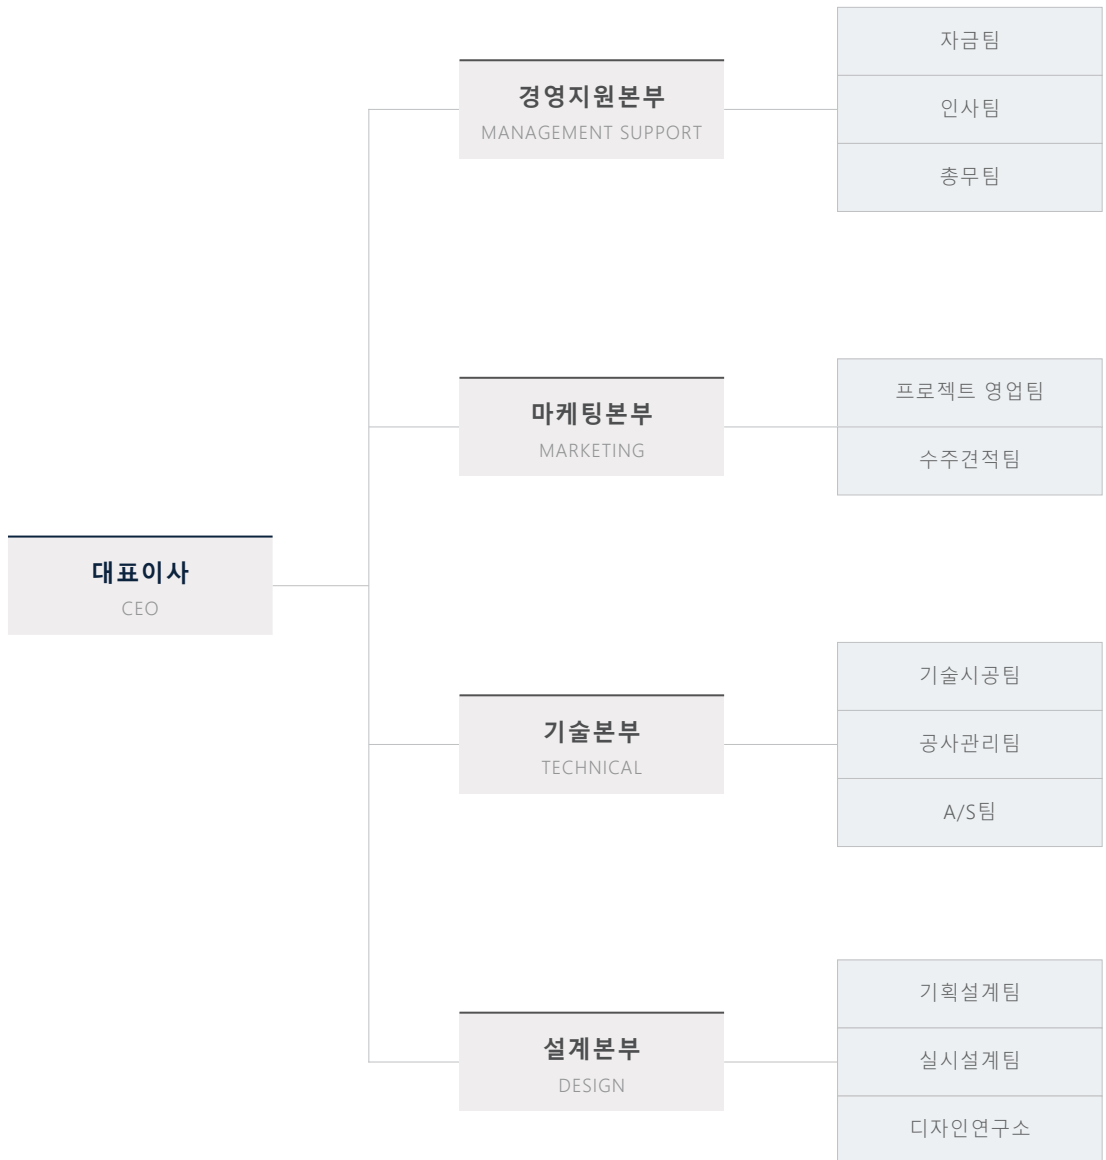 대표이사
CEO
경영지원본부
MANAGEMENT SUPPORT
자금팀
인사팀
총무팀
마케팅본부
MARKETING
프로젝트 영업팀
수주견적팀
기술본부
TECHNICAL
기술시공팀
공사관리팀
A/S팀
설계본부
DESIGN
기획설계팀
실시설계팀
디자인연구소